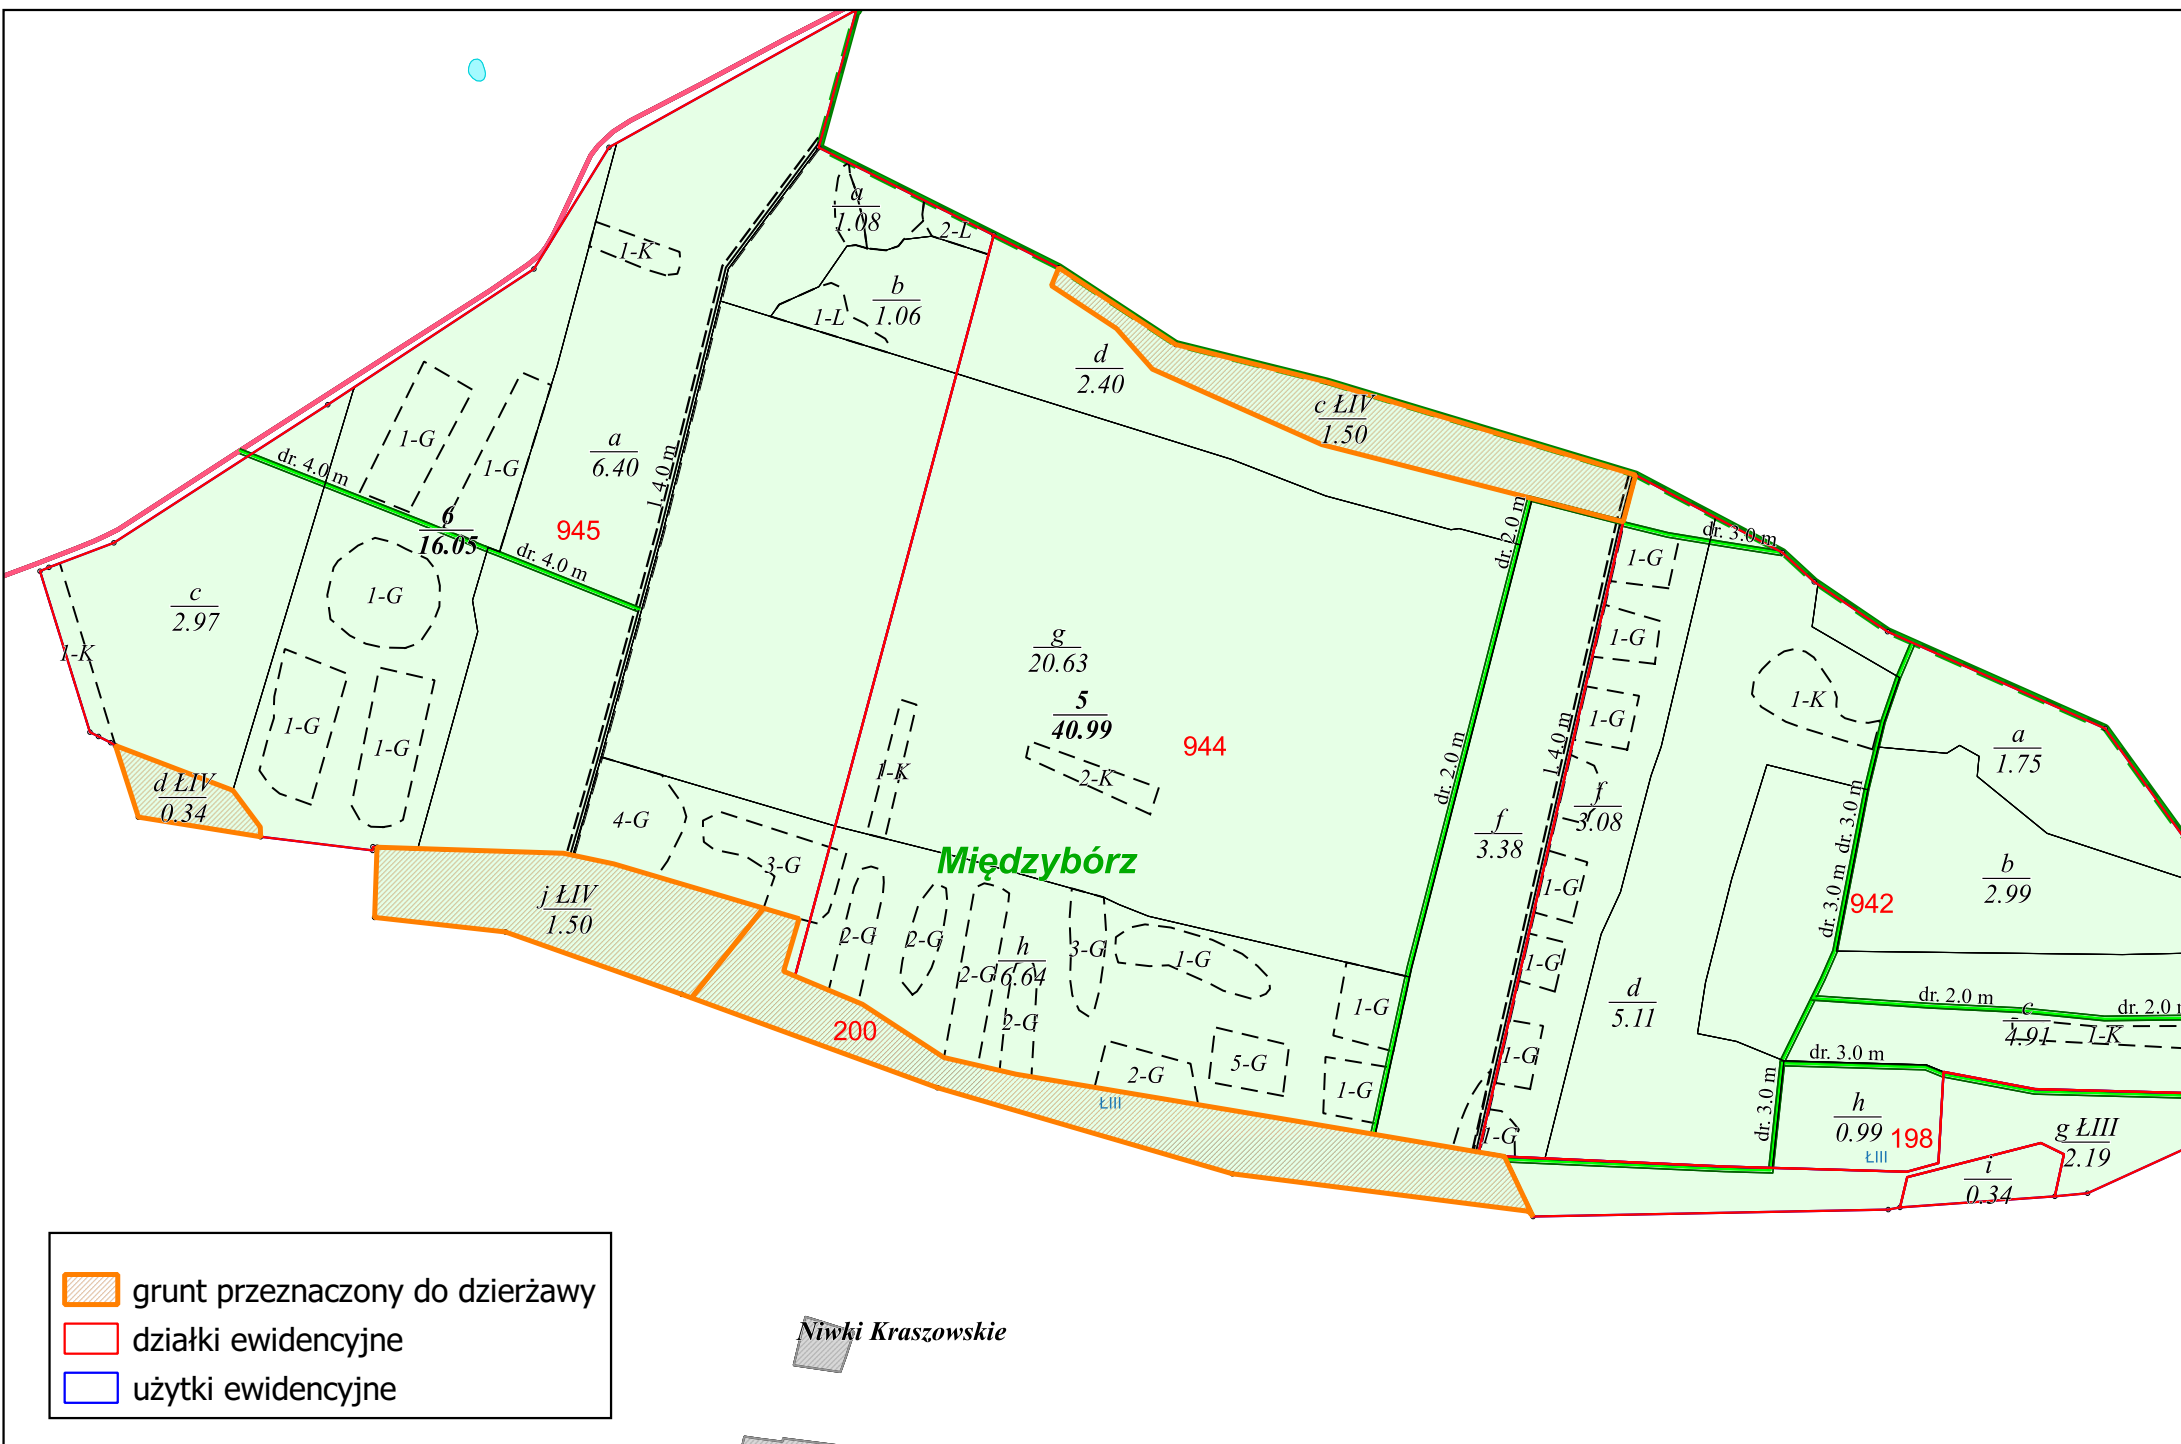 a
1.08
2-L
1-K
b
1.06
1-L
d
2.40
c ŁIV
1.50
1-G
1-G
a
6.40
l. 4.0 m
dr. 4.0 m
6
16.05
945
dr. 4.0 m
dr. 2.0 m
dr. 3.0 m
1-G
1-G
c
2.97
1-K
1-G
1-G
g
20.63
5
40.99
944
1-G
1-G
1-K
2-K
1-G
1-K
a
1.75
l. 4.0 m
dr. 2.0 m
d ŁIV
0.34
4-G
3-G
Międzybórz
f
3.38
f
3.08
dr. 3.0 m
dr. 3.0 m
b
2.99
942
j ŁIV
1.50
2-G
2-G
2-G
h
6.64
3-G
1-G
1-G
1-G
1-G
d
5.11
dr. 2.0 m
dr. 2.0
c
4.91
1-K
200
2-G
2-G
5-G
1-G
1-G
dr. 3.0 m
dr. 3.0 m
ŁIII
1-G
h
0.99
198
ŁIII
g ŁIII
2.19
i
0.34
grunt przeznaczony do dzierżawy
działki ewidencyjne
użytki ewidencyjne
Niwki Kraszowskie